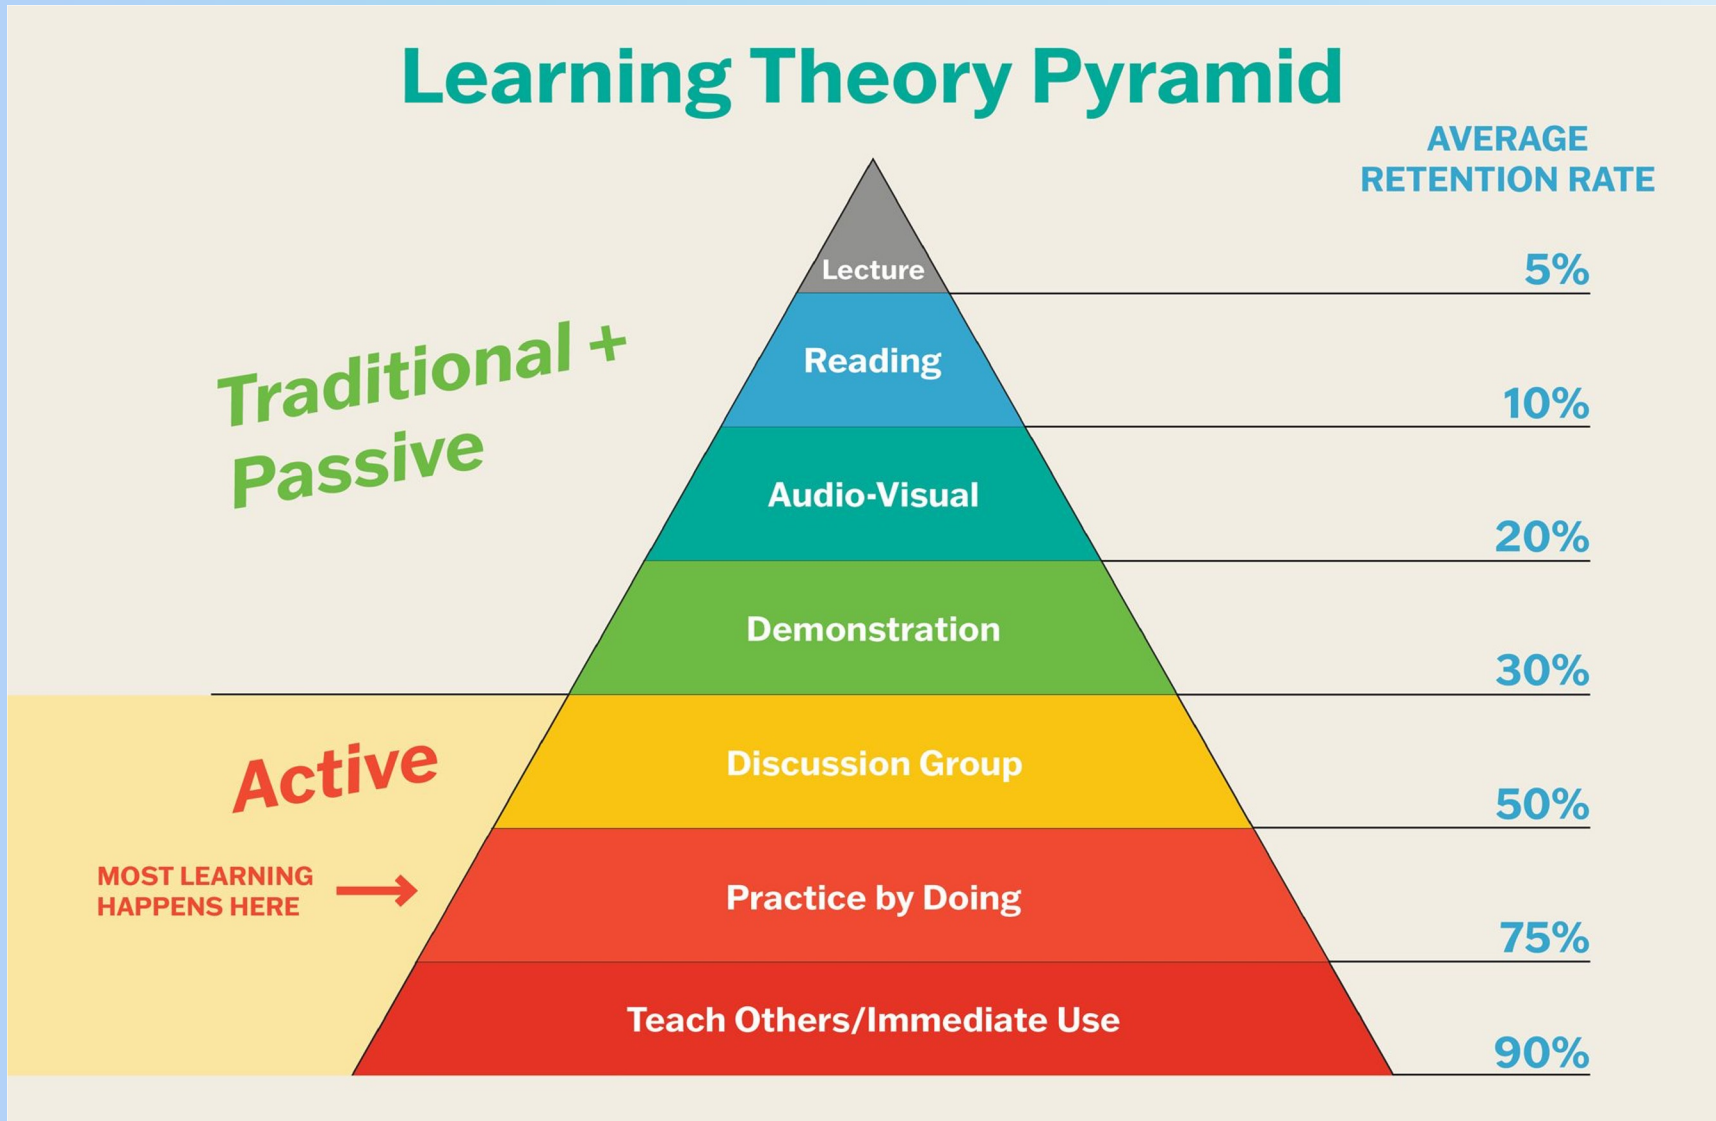 Learning Theory Pyramid
AVERAGE
RETENTION RATE
Lecture
5%
Reading
10%
Traditional +
Passive
Audio-Visual
20%
Demonstration
30%
Active
Discussion Group
50%
MOST LEARNING
HAPPENS HERE
Practice by Doing
75%
Teach Others/Immediate Use
90%